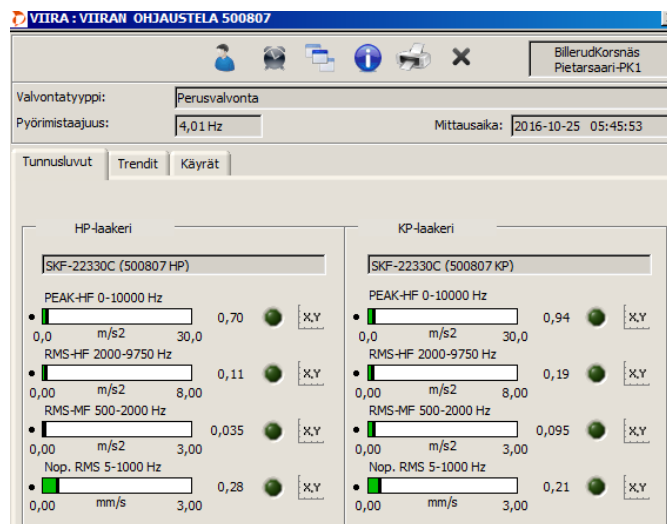 VIIRA : VIIRAN OHJAUSTELA 500807
BillerudKorsnäs
Pietarsaari-PK1
Valvontatyyppi: Perusvalvonta
Pyörimistaajuus: 4,01 Hz Mittausaika: 2016-10-25 05:45:53
Tunnusluvut Trendit Käyrät
HP-laakeri
SKF-22330C (500807 HP)
PEAK-HF 0-10000 Hz
0,70 X,Y
0,0 m/s2 30,0
RMS-HF 2000-9750 Hz
0,11 X,Y
0,00 m/s2 8,00
RMS-MF 500-2000 Hz
0,035 X,Y
0,00 m/s2 3,00
Nop. RMS 5-1000 Hz
0,28 X,Y
0,00 mm/s 3,00
KP-laakeri
SKF-22330C (500807 KP)
PEAK-HF 0-10000 Hz
0,94 X,Y
0,0 m/s2 30,0
RMS-HF 2000-9750 Hz
0,19 X,Y
0,00 m/s2 8,00
RMS-MF 500-2000 Hz
0,095 X,Y
0,00 m/s2 3,00
Nop. RMS 5-1000 Hz
0,21 X,Y
0,00 mm/s 3,00